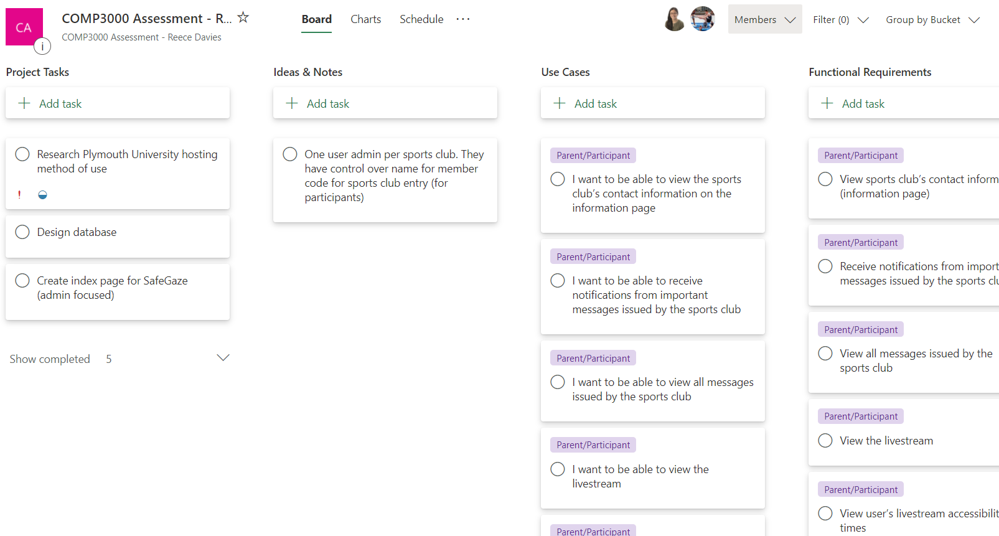 CA
i
COMP3000 Assessment - R...
COMP3000 Assessment - Reece Davies
Board
Charts
Schedule
Members
Filter (0)
Group by Bucket
Project Tasks
Add task
Research Plymouth University hosting
method of use
Design database
Create index page for SafeGaze
(admin focused)
Show completed 5
Ideas & Notes
Add task
One user admin per sports club. They
have control over name for member
code for sports club entry (for
participants)
Use Cases
Add task
Parent/Participant
I want to be able to view the sports
club's contact information on the
information page
Parent/Participant
I want to be able to receive
notifications from important
messages issued by the sports club
Parent/Participant
I want to be able to view all messages
issued by the sports club
Parent/Participant
I want to be able to view the
livestream
Parent/Participant
Functional Requirements
Add task
Parent/Participant
View sports club's contact inform
(information page)
Parent/Participant
Receive notifications from import
messages issued by the sports clu
Parent/Participant
View all messages issued by the
sports club
Parent/Participant
View the livestream
Parent/Participant
View user's livestream accessibilit
times